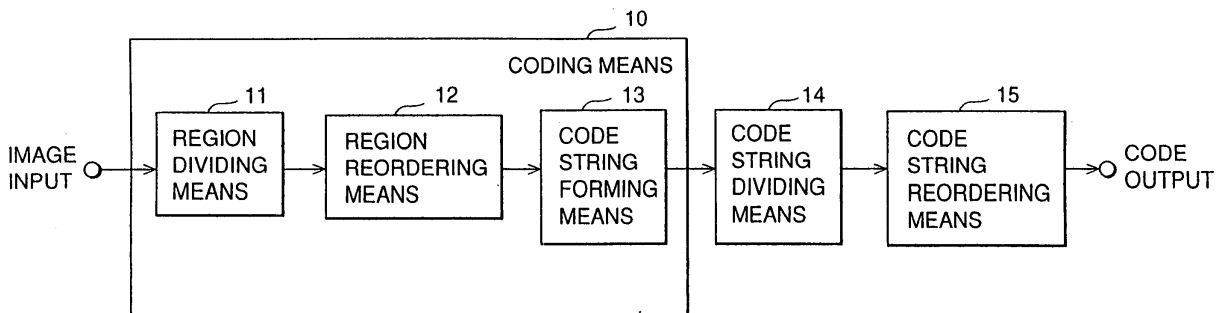 10
CODING MEANS
IMAGE
INPUT
11
REGION
DIVIDING
MEANS
12
REGION
REORDERING
MEANS
13
CODE
STRING
FORMING
MEANS
14
CODE
STRING
DIVIDING
MEANS
15
CODE
STRING
REORDERING
MEANS
CODE
OUTPUT